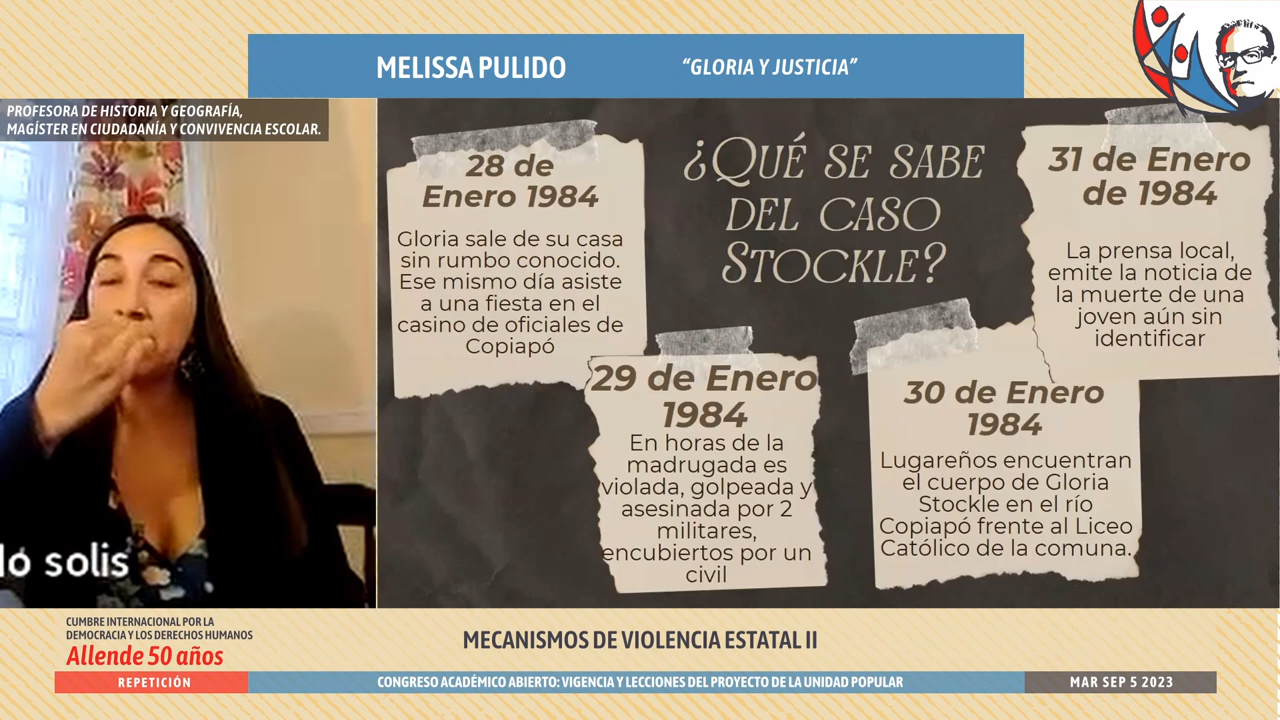 MELISSA PULIDO
“GLORIA Y JUSTICIA”
PROFESORA DE HISTORIA Y GEOGRAFÍA,
MAGÍSTER EN CIUDADANÍA Y CONVIVENCIA ESCOLAR.
28 de
Enero 1984
Gloria sale de su casa
sin rumbo conocido.
Ese mismo día asiste
a una fiesta en el
casino de oficiales de
Copiapó
¿QUÉ SE SABE
DEL CASO
STOCKLE?
29 de Enero
1984
En horas de la
madrugada es
violada, golpeada y
asesinada por 2
militares,
encubiertos por un
civil
30 de Enero
1984
Lugareños encuentran
el cuerpo de Gloria
Stockle en el río
Copiapó frente al Liceo
Católico de la comuna.
31 de Enero
de 1984
La prensa local,
emite la noticia de
la muerte de una
joven aún sin
identificar
do solis
CUMBRE INTERNACIONAL POR LA
DEMOCRACIA Y LOS DERECHOS HUMANOS
Allende 50 años
MECANISMOS DE VIOLENCIA ESTATAL II
REPETICIÓN
CONGRESO ACADÉMICO ABIERTO: VIGENCIA Y LECCIONES DEL PROYECTO DE LA UNIDAD POPULAR
MAR SEP 5 2023